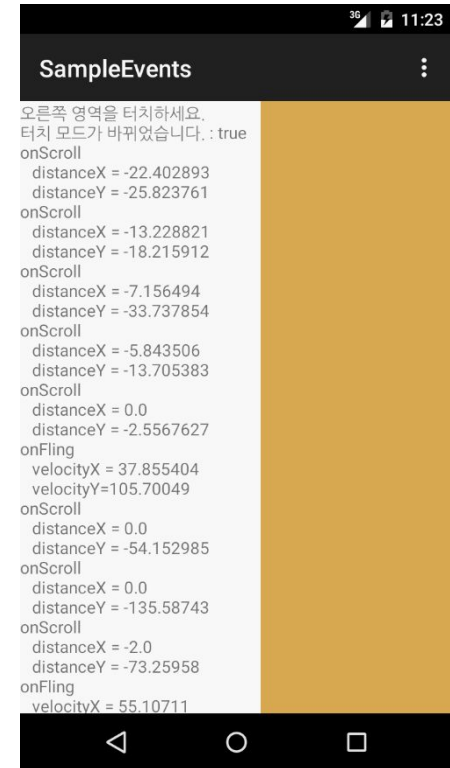 3G 11:23
SampleEvents
오른쪽 영역을 터치하세요.
터치 모드가 바뀌었습니다. : true
onScroll
distanceX = -22.402893
distanceY = -25.823761
onScroll
distanceX = -13.228821
distanceY = -18.215912
onScroll
distanceX = -7.156494
distanceY = -33.737854
onScroll
distanceX = -5.843506
distanceY = -13.705383
onScroll
distanceX = 0.0
distanceY = -2.5567627
onFling
velocityX = 37.855404
velocityY=105.70049
onScroll
distanceX = 0.0
distanceY = -54.152985
onScroll
distanceX = 0.0
distanceY = -135.58743
onScroll
distanceX = -2.0
distanceY = -73.25958
onFling
velocityX = 55.10711